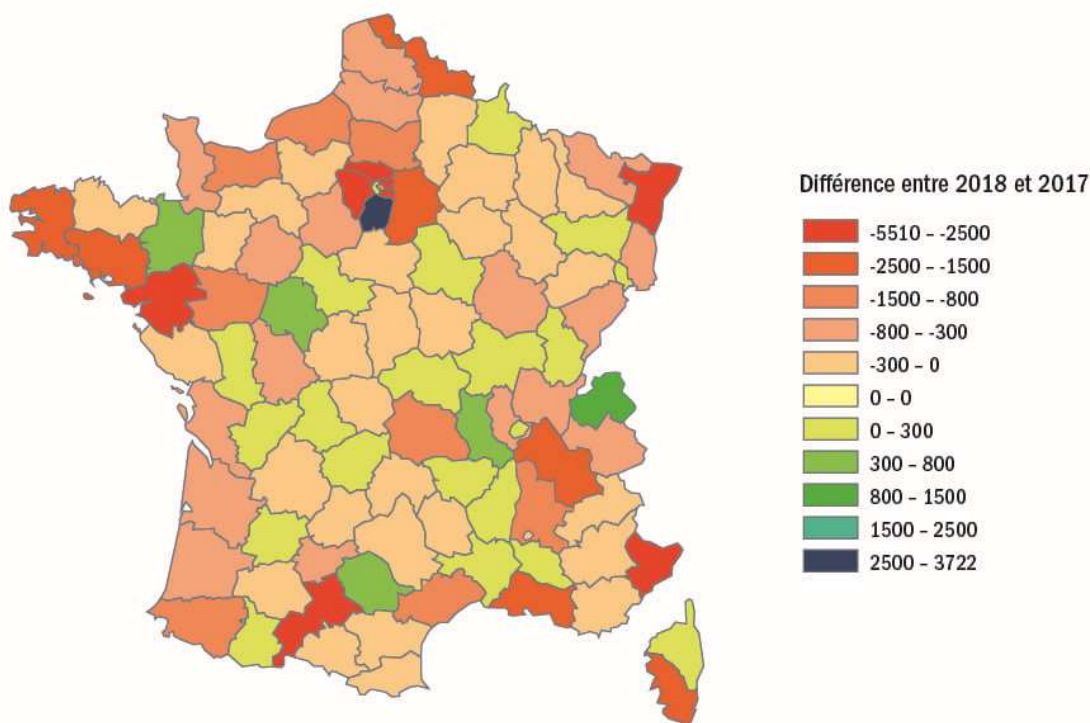 Différence entre 2018 et 2017
-5510 – -2500
-2500 – -1500
-1500 – -800
-800 – -300
-300 – 0
0 – 0
0 – 300
300 – 800
800 – 1500
1500 – 2500
2500 – 3722